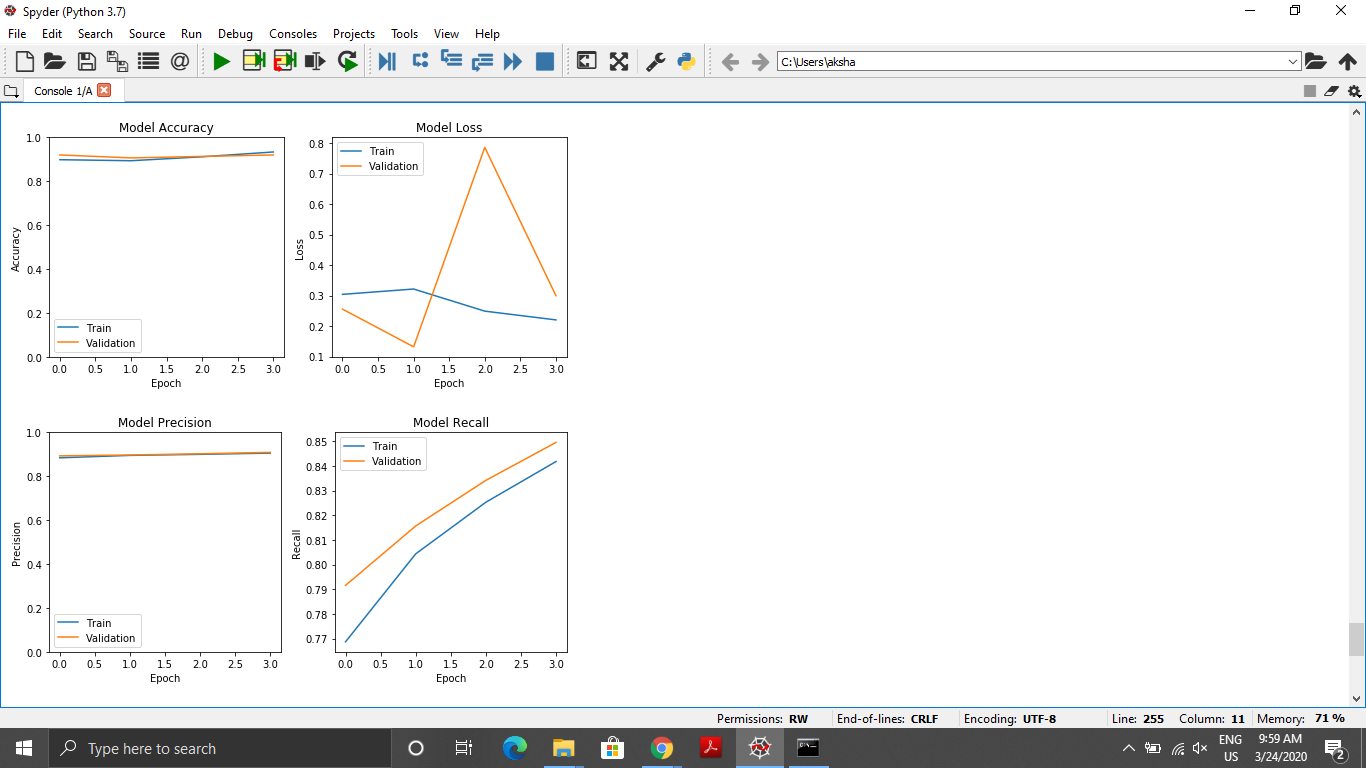 Spyder (Python 3.7)
File Edit Search Source Run Debug Consoles Projects Tools View Help
C:\Users\aksha
Console 1/A
Model Accuracy
1.0
0.8
0.6
0.4
0.2
0.0
Accuracy
Train
Validation
0.0 0.5 1.0 1.5 2.0 2.5 3.0
Epoch
Model Loss
0.8
0.7
0.6
0.5
0.4
0.3
0.2
0.1
Loss
Train
Validation
0.0 0.5 1.0 1.5 2.0 2.5 3.0
Epoch
Model Precision
1.0
0.8
0.6
0.4
0.2
0.0
Precision
Train
Validation
0.0 0.5 1.0 1.5 2.0 2.5 3.0
Epoch
Model Recall
0.85
0.84
0.83
0.82
0.81
0.80
0.79
0.78
0.77
Recall
Train
Validation
0.0 0.5 1.0 1.5 2.0 2.5 3.0
Epoch
Permissions: RW End-of-lines: CRLF Encoding: UTF-8 Line: 255 Column: 11 Memory: 71 %
Type here to search
ENG
US
9:59 AM
3/24/2020
2